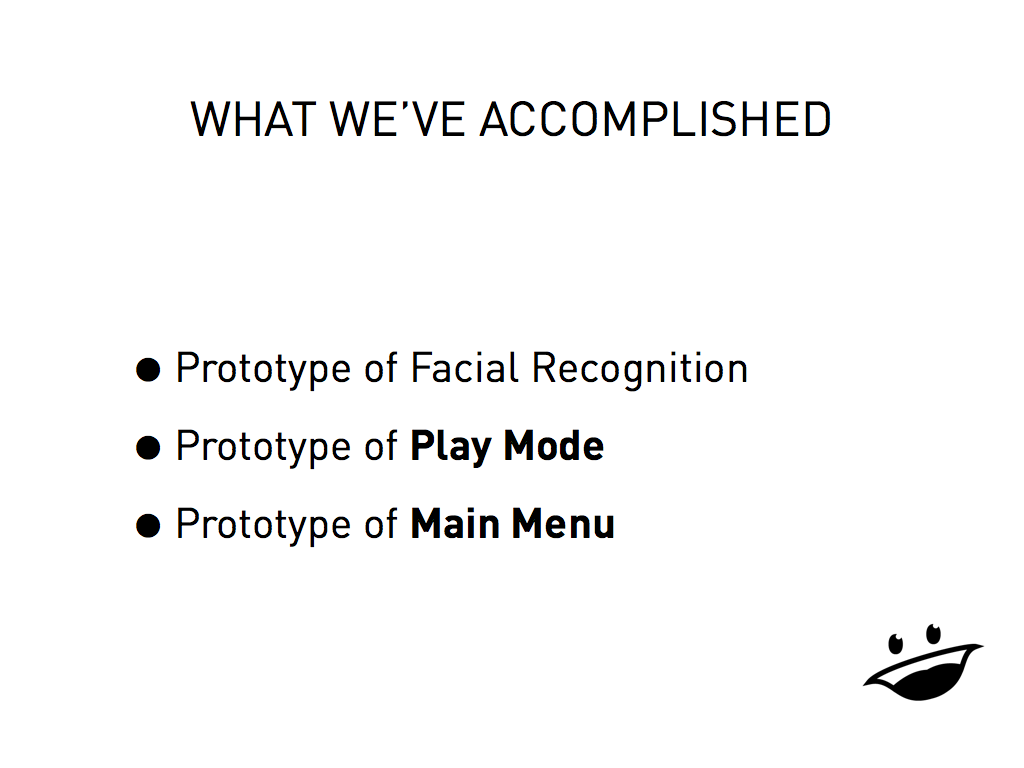 WHAT WE’VE ACCOMPLISHED
● Prototype of Facial Recognition
● Prototype of Play Mode
● Prototype of Main Menu